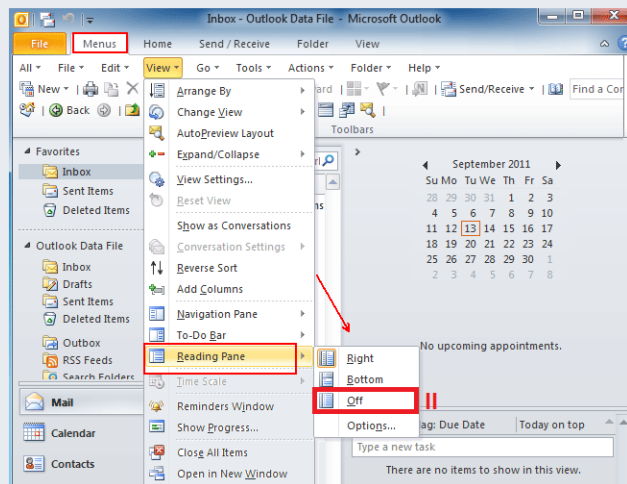 Inbox - Outlook Data File - Microsoft Outlook
File Menus Home Send / Receive Folder View
All File Edit View Go Tools Actions Folder Help
New Send/Receive Find a Cor
Back
Toolbars
Favorites
Inbox
Sent Items
Deleted Items
Outlook Data File
Inbox
Drafts
Sent Items
Deleted Items
Outbox
RSS Feeds
Search Folders
Mail
Calendar
Contacts
Arrange By
Change View
AutoPreview Layout
Expand/Collapse
View Settings...
Reset View
Show as Conversations
Conversation Settings
Reverse Sort
Add Columns
Navigation Pane
To-Do Bar
Reading Pane
Time Scale
Reminders Window
Show Progress...
Close All Items
Open in New Window
Right
Bottom
Off
Options...
II
September 2011
Su Mo Tu We Th Fr Sa
28 29 30 31 1 2 3
4 5 6 7 8 9 10
11 12 13 14 15 16 17
18 19 20 21 22 23 24
25 26 27 28 29 30 1
2 3 4 5 6 7 8
No upcoming appointments.
ag: Due Date Today on top
Type a new task
There are no items to show in this view.